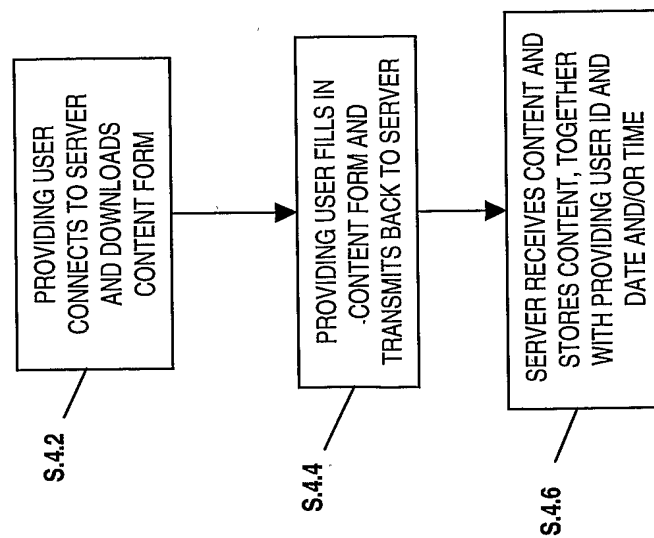 S.4.2
PROVIDING USER
CONNECTS TO SERVER
AND DOWNLOADS
CONTENT FORM
S.4.4
PROVIDING USER FILLS IN
CONTENT FORM AND
TRANSMITS BACK TO SERVER
S.4.6
SERVER RECEIVES CONTENT AND
STORES CONTENT, TOGETHER
WITH PROVIDING USER ID AND
DATE AND/OR TIME